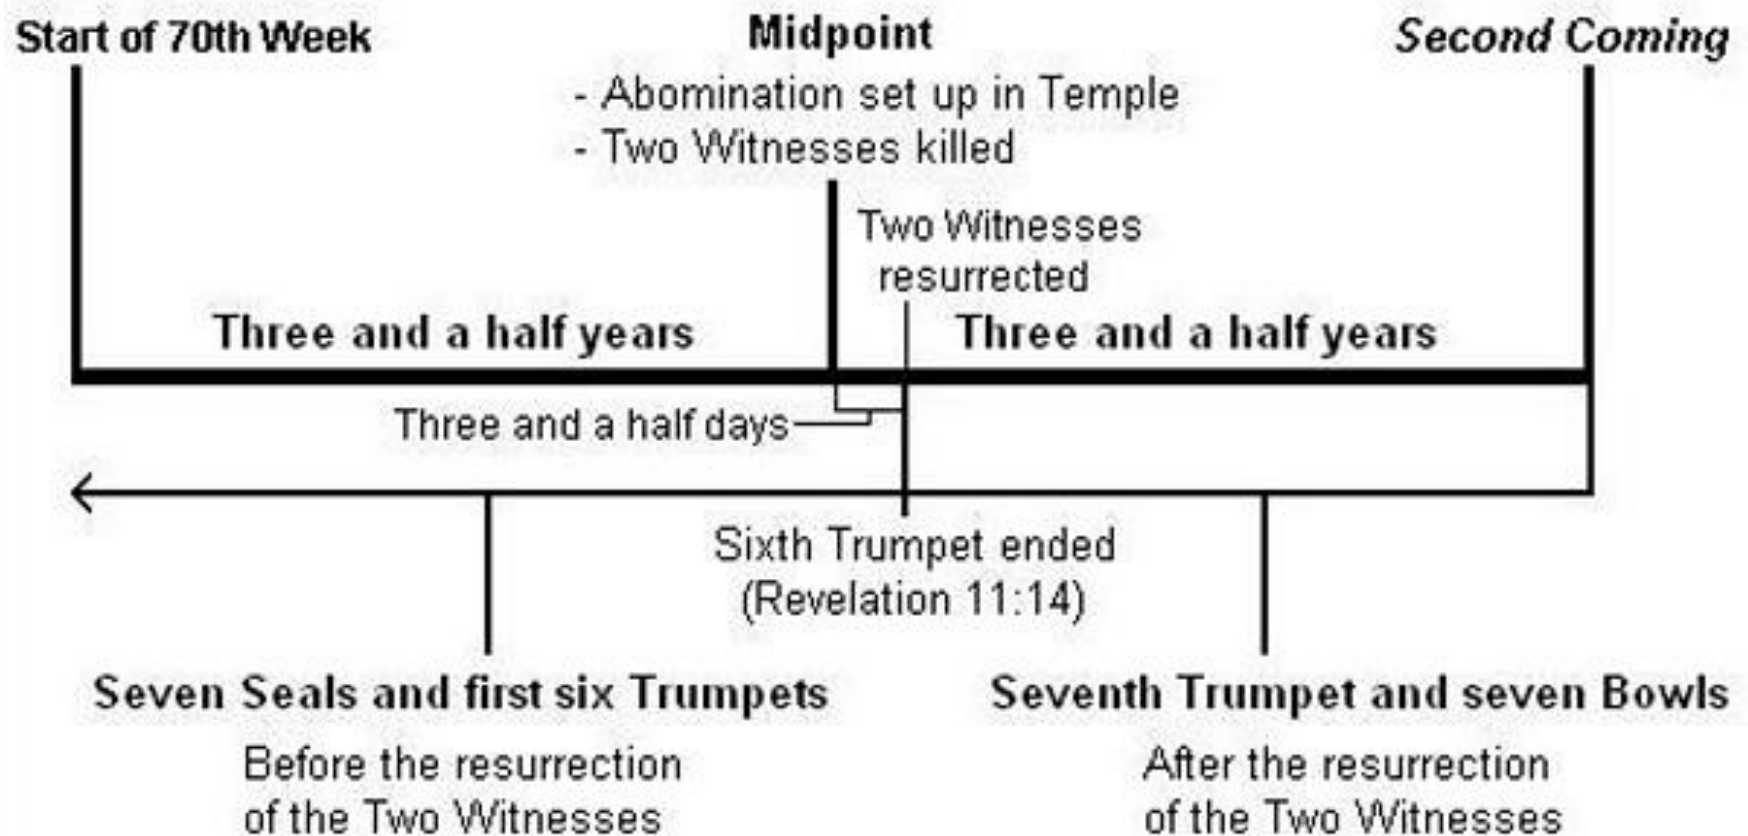 Start of 70th Week
Midpoint
Second Coming
- Abomination set up in Temple
- Two Witnesses killed
Two Witnesses
resurrected
Three and a half years
Three and a half years
Three and a half days
Sixth Trumpet ended
(Revelation 11:14)
Seven Seals and first six Trumpets
Before the resurrection
of the Two Witnesses
Seventh Trumpet and seven Bowls
After the resurrection
of the Two Witnesses